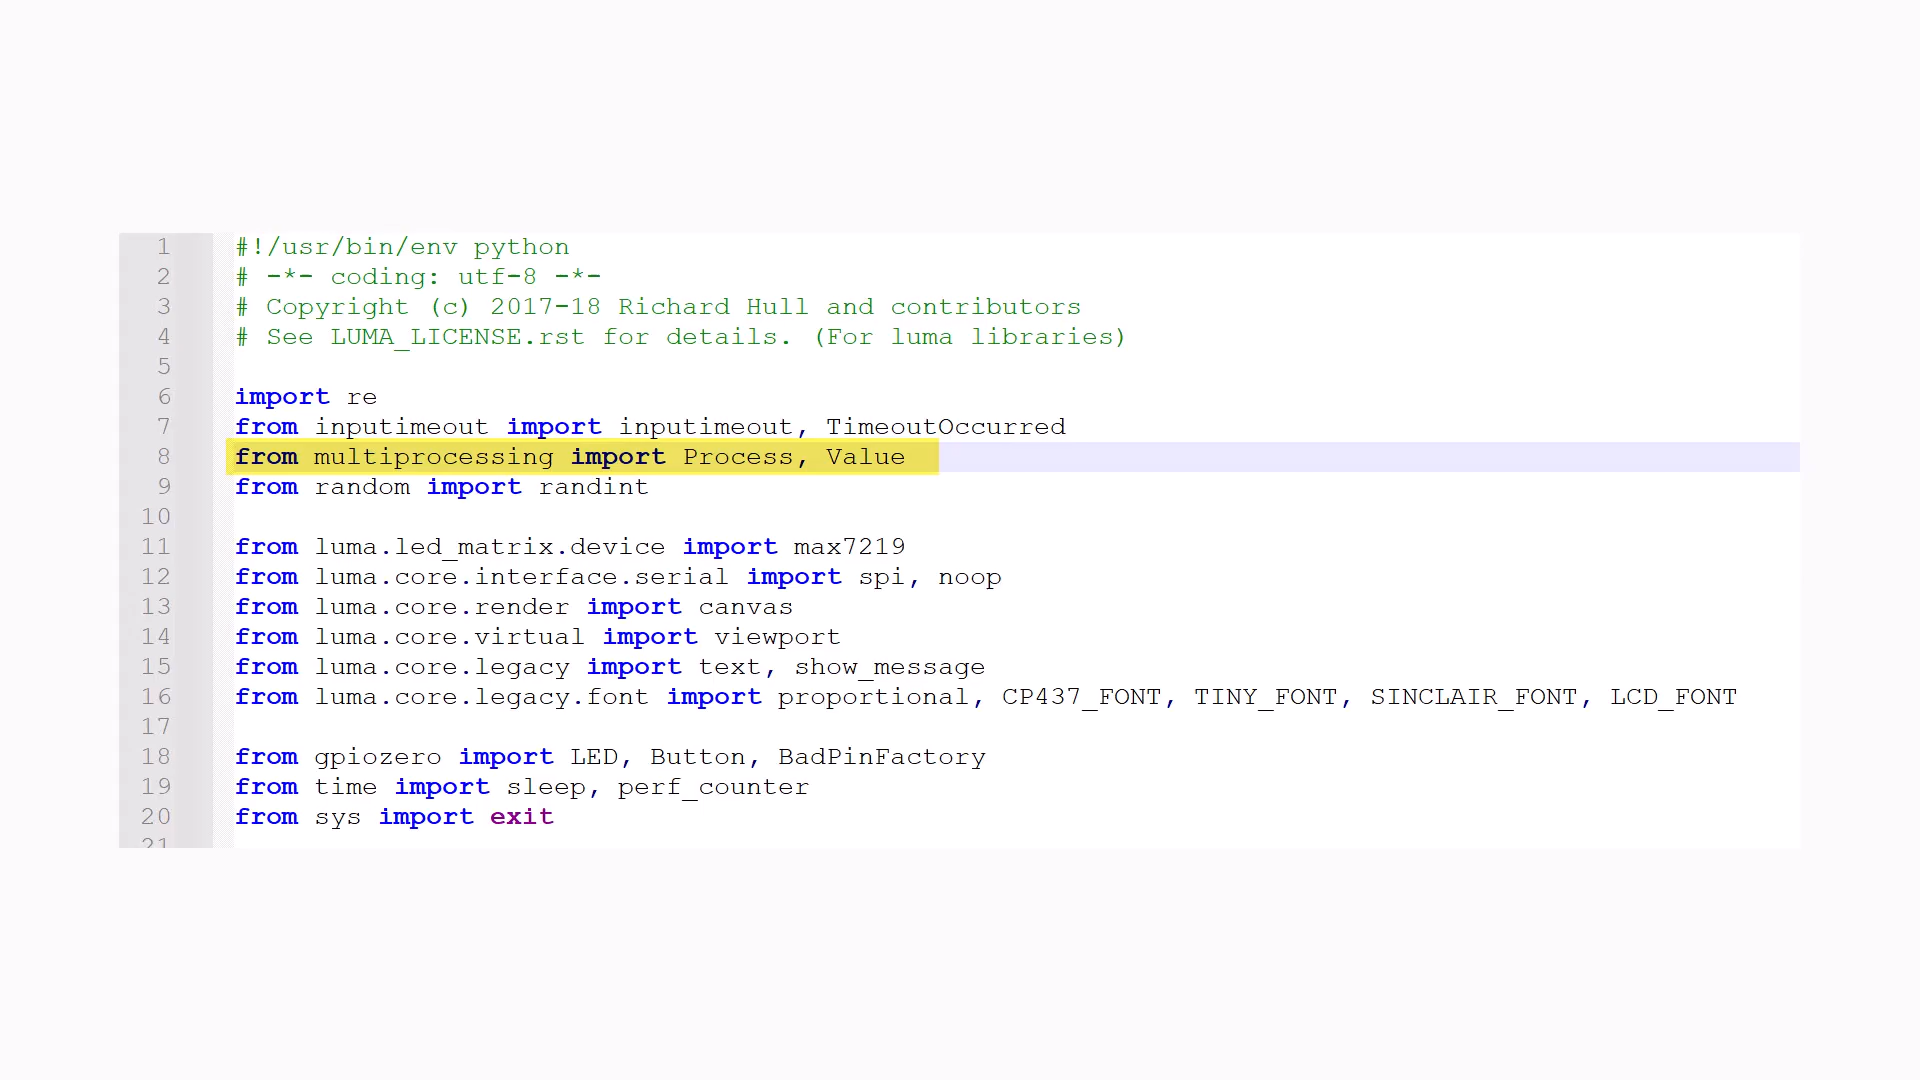 1 #!/usr/bin/env python
2 # -*- coding: utf-8 -*-
3 # Copyright (c) 2017-18 Richard Hull and contributors
4 # See LUMA_LICENSE.rst for details. (For luma libraries)
5
6 import re
7 from inputimeout import inputimeout, TimeoutOccurred
8 from multiprocessing import Process, Value
9 from random import randint
10
11 from luma.led_matrix.device import max7219
12 from luma.core.interface.serial import spi, noop
13 from luma.core.render import canvas
14 from luma.core.virtual import viewport
15 from luma.core.legacy import text, show_message
16 from luma.core.legacy.font import proportional, CP437_FONT, TINY_FONT, SINCLAIR_FONT, LCD_FONT
17
18 from gpiozero import LED, Button, BadPinFactory
19 from time import sleep, perf_counter
20 from sys import exit
21